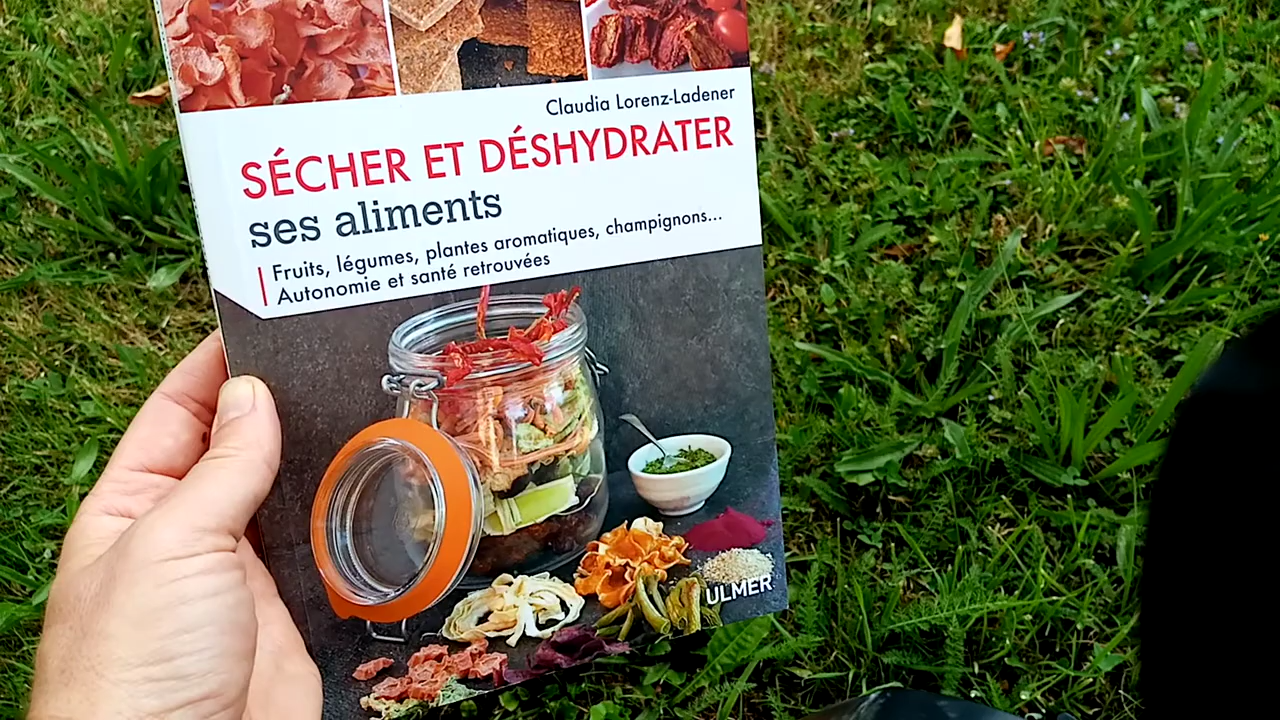 Claudia Lorenz-Ladener
SÉCHER ET DÉSHYDRATER
ses aliments
Fruits, légumes, plantes aromatiques, champignons...
Autonomie et santé retrouvées
ULMER